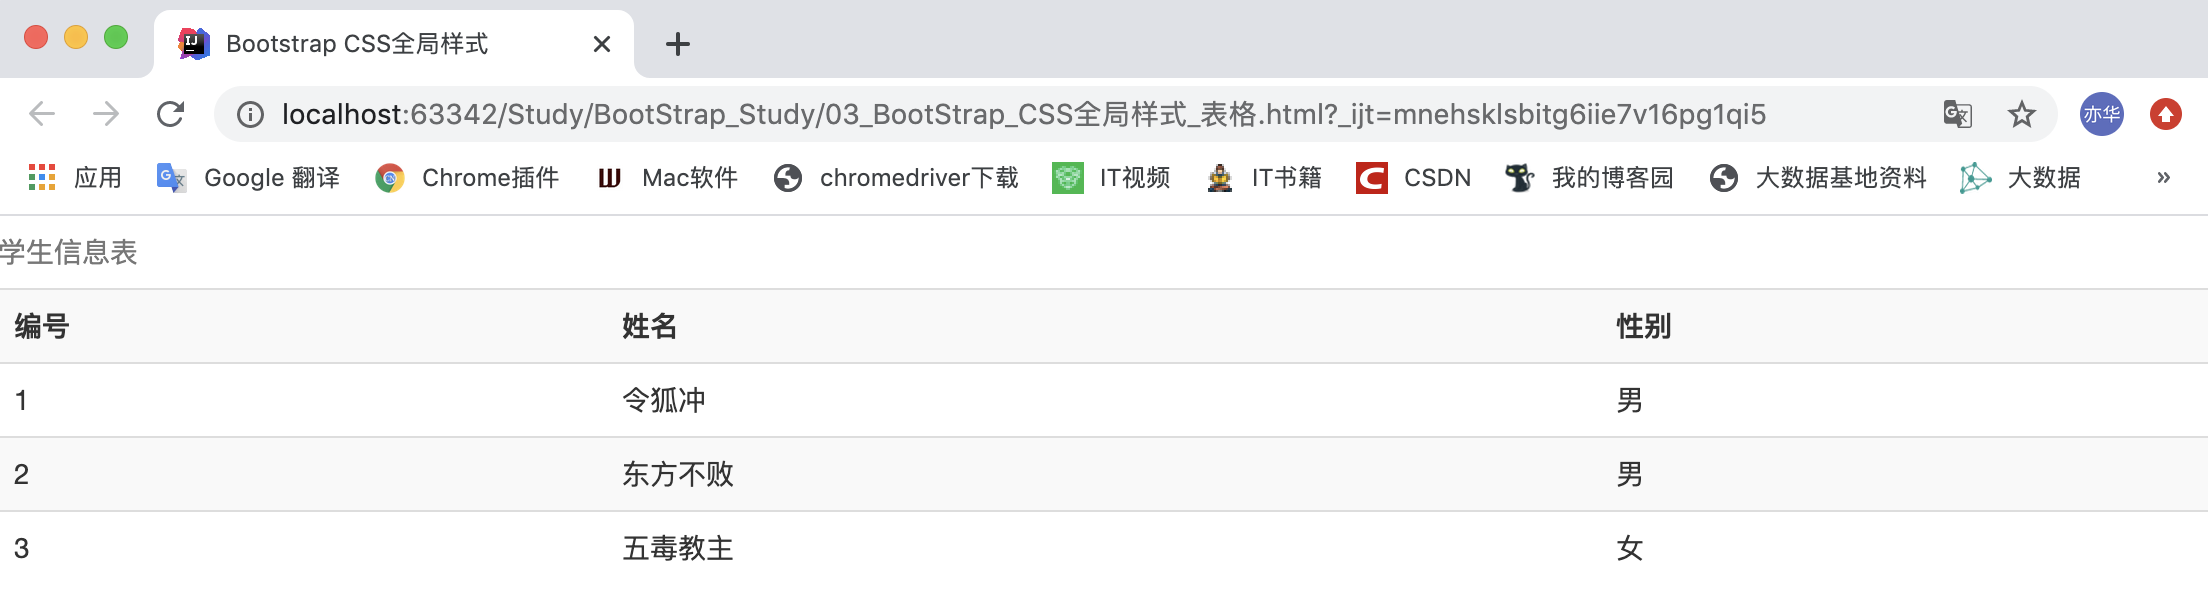 Bootstrap CSS全局样式
localhost:63342/Study/BootStrap_Study/03_BootStrap_CSS全局样式_表格.html?_ijt=mnehsklsbitg6iie7v16pg1qi5 亦华
应用 Google 翻译 Chrome插件 Mac软件 chromedriver下载 IT视频 IT书籍 CSDN 我的博客园 大数据基地资料 大数据 »
学生信息表
编号 姓名 性别
1 令狐冲 男
2 东方不败 男
3 五毒教主 女